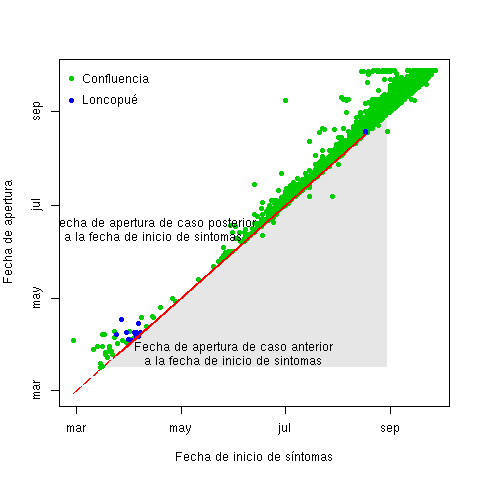 Confluencia
Loncopué
echa de apertura de caso posterior
a la fecha de inicio de sintomas
Fecha de apertura de caso anterior
a la fecha de inicio de sintomas
Fecha de apertura
mar
may
jul
sep
mar
may
jul
sep
Fecha de inicio de síntomas